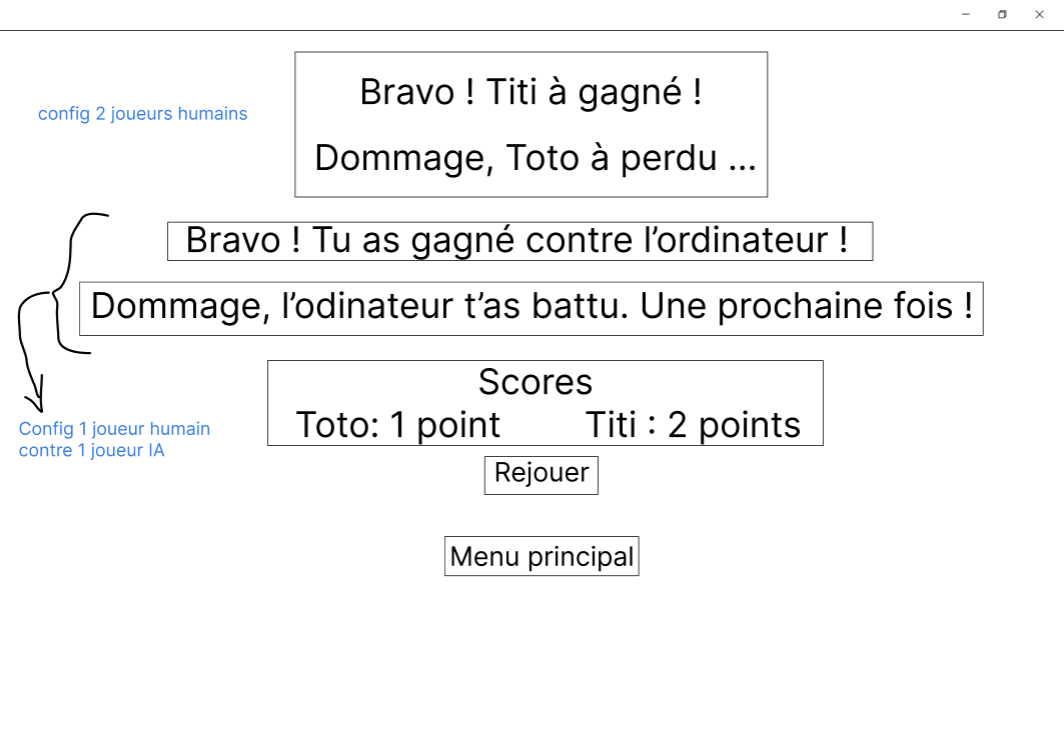 config 2 joueurs humains
Bravo ! Titi à gagné !
Dommage, Toto à perdu ...
Bravo ! Tu as gagné contre l’ordinateur !
Dommage, l’odinateur t’as battu. Une prochaine fois !
Config 1 joueur humain
contre 1 joueur IA
Scores
Toto: 1 point Titi : 2 points
Rejouer
Menu principal